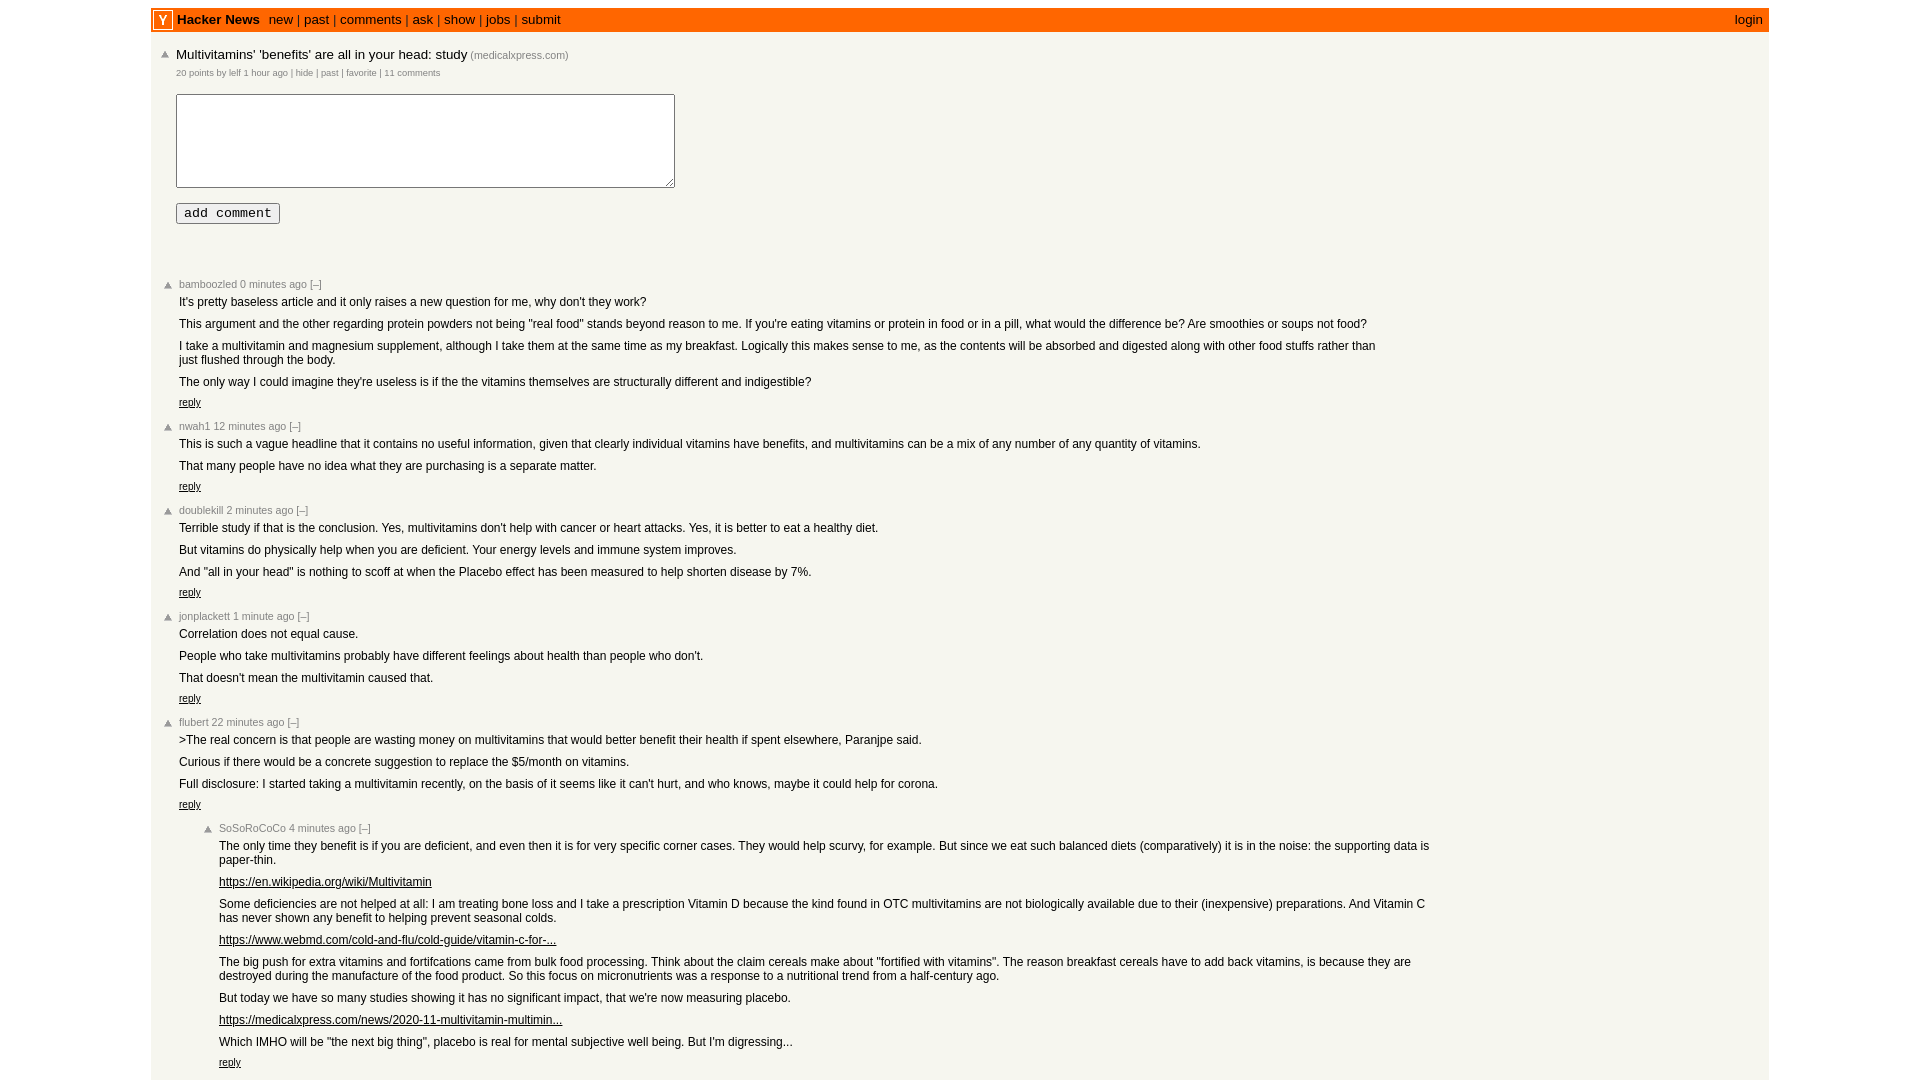 Y Hacker News new | past | comments | ask | show | jobs | submit login
Multivitamins' 'benefits' are all in your head: study (medicalxpress.com)
20 points by lelf 1 hour ago | hide | past | favorite | 11 comments
add comment
bamboozled 0 minutes ago [–]
It's pretty baseless article and it only raises a new question for me, why don't they work?
This argument and the other regarding protein powders not being "real food" stands beyond reason to me. If you're eating vitamins or protein in food or in a pill, what would the difference be? Are smoothies or soups not food?
I take a multivitamin and magnesium supplement, although I take them at the same time as my breakfast. Logically this makes sense to me, as the contents will be absorbed and digested along with other food stuffs rather than
just flushed through the body.
The only way I could imagine they're useless is if the the vitamins themselves are structurally different and indigestible?
reply
nwah1 12 minutes ago [–]
This is such a vague headline that it contains no useful information, given that clearly individual vitamins have benefits, and multivitamins can be a mix of any number of any quantity of vitamins.
That many people have no idea what they are purchasing is a separate matter.
reply
doublekill 2 minutes ago [–]
Terrible study if that is the conclusion. Yes, multivitamins don't help with cancer or heart attacks. Yes, it is better to eat a healthy diet.
But vitamins do physically help when you are deficient. Your energy levels and immune system improves.
And "all in your head" is nothing to scoff at when the Placebo effect has been measured to help shorten disease by 7%.
reply
jonplackett 1 minute ago [–]
Correlation does not equal cause.
People who take multivitamins probably have different feelings about health than people who don't.
That doesn't mean the multivitamin caused that.
reply
flubert 22 minutes ago [–]
>The real concern is that people are wasting money on multivitamins that would better benefit their health if spent elsewhere, Paranjpe said.
Curious if there would be a concrete suggestion to replace the $5/month on vitamins.
Full disclosure: I started taking a multivitamin recently, on the basis of it seems like it can't hurt, and who knows, maybe it could help for corona.
reply
SoSoRoCoCo 4 minutes ago [–]
The only time they benefit is if you are deficient, and even then it is for very specific corner cases. They would help scurvy, for example. But since we eat such balanced diets (comparatively) it is in the noise: the supporting data is
paper-thin.
https://en.wikipedia.org/wiki/Multivitamin
Some deficiencies are not helped at all: I am treating bone loss and I take a prescription Vitamin D because the kind found in OTC multivitamins are not biologically available due to their (inexpensive) preparations. And Vitamin C
has never shown any benefit to helping prevent seasonal colds.
https://www.webmd.com/cold-and-flu/cold-guide/vitamin-c-for-...
The big push for extra vitamins and fortifcations came from bulk food processing. Think about the claim cereals make about "fortified with vitamins". The reason breakfast cereals have to add back vitamins, is because they are
destroyed during the manufacture of the food product. So this focus on micronutrients was a response to a nutritional trend from a half-century ago.
But today we have so many studies showing it has no significant impact, that we're now measuring placebo.
https://medicalxpress.com/news/2020-11-multivitamin-multimin...
Which IMHO will be "the next big thing", placebo is real for mental subjective well being. But I'm digressing...
reply